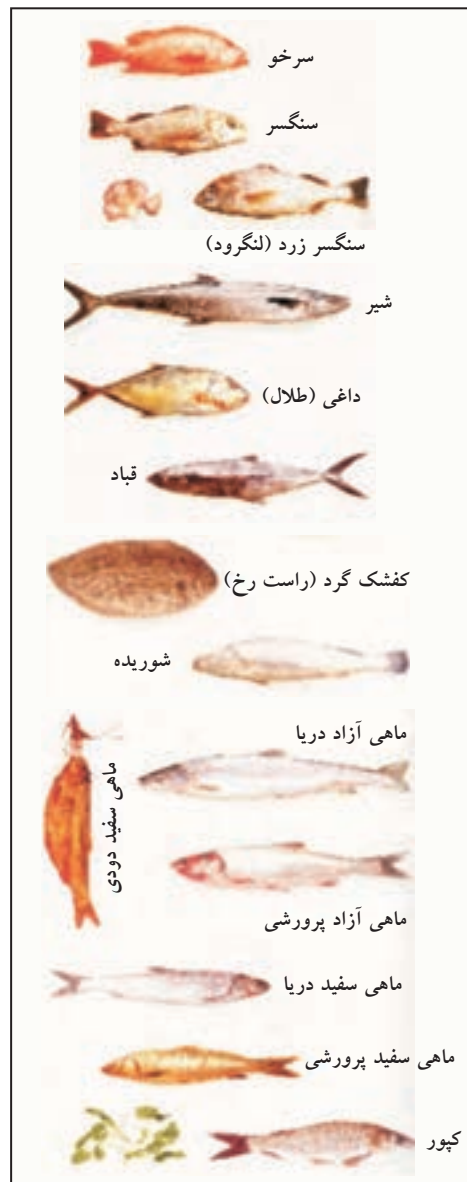 سرخو
سنگسر
سنگسر زرد (لنگرود)
شیر
داغی (طلال)
قباد
کفشک گرد (راست رخ)
شوریده
ماهی آزاد دریا
ماهی سفید دودی
ماهی آزاد پرورشی
ماهی سفید دریا
ماهی سفید پرورشی
کپور